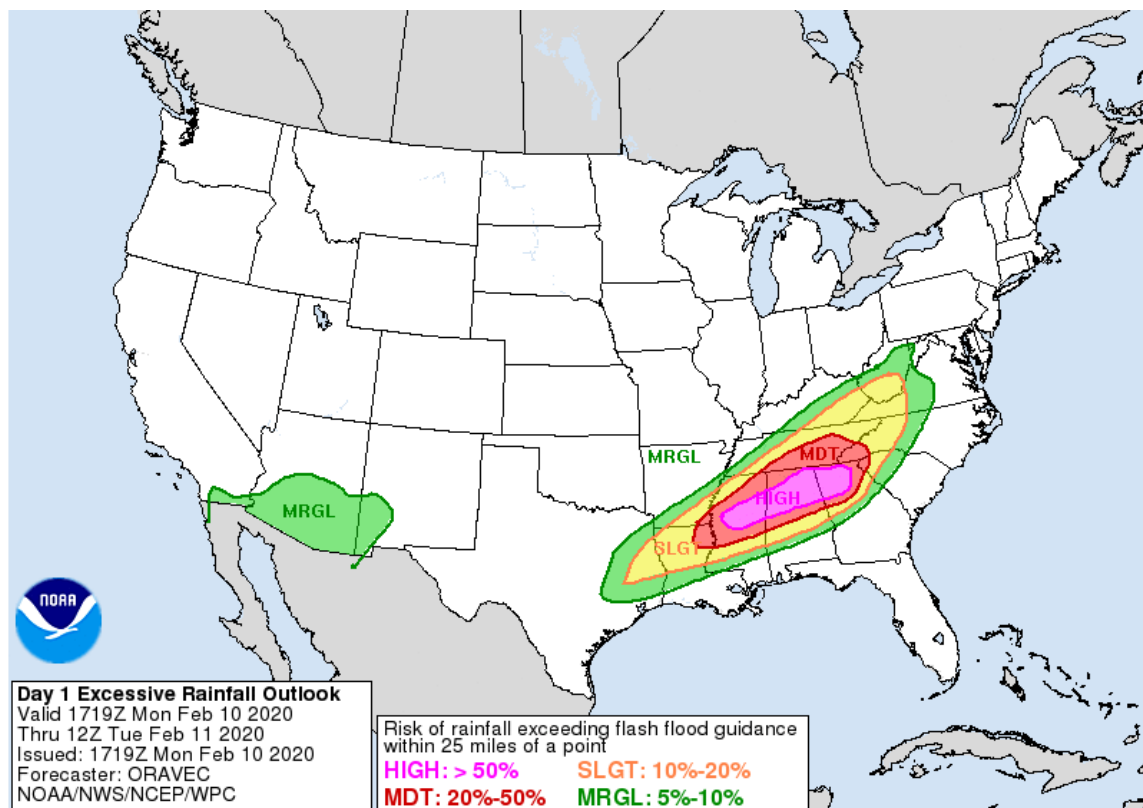 MRGL
MDT
MRGL
HIGH
SLGT
NOAA
Day 1 Excessive Rainfall Outlook
Valid 1719Z Mon Feb 10 2020
Thru 12Z Tue Feb 11 2020
Issued: 1719Z Mon Feb 10 2020
Forecaster: ORAVEC
NOAA/NWS/NCEP/WPC
Risk of rainfall exceeding flash flood guidance
within 25 miles of a point
HIGH: > 50% SLGT: 10%-20%
MDT: 20%-50% MRGL: 5%-10%